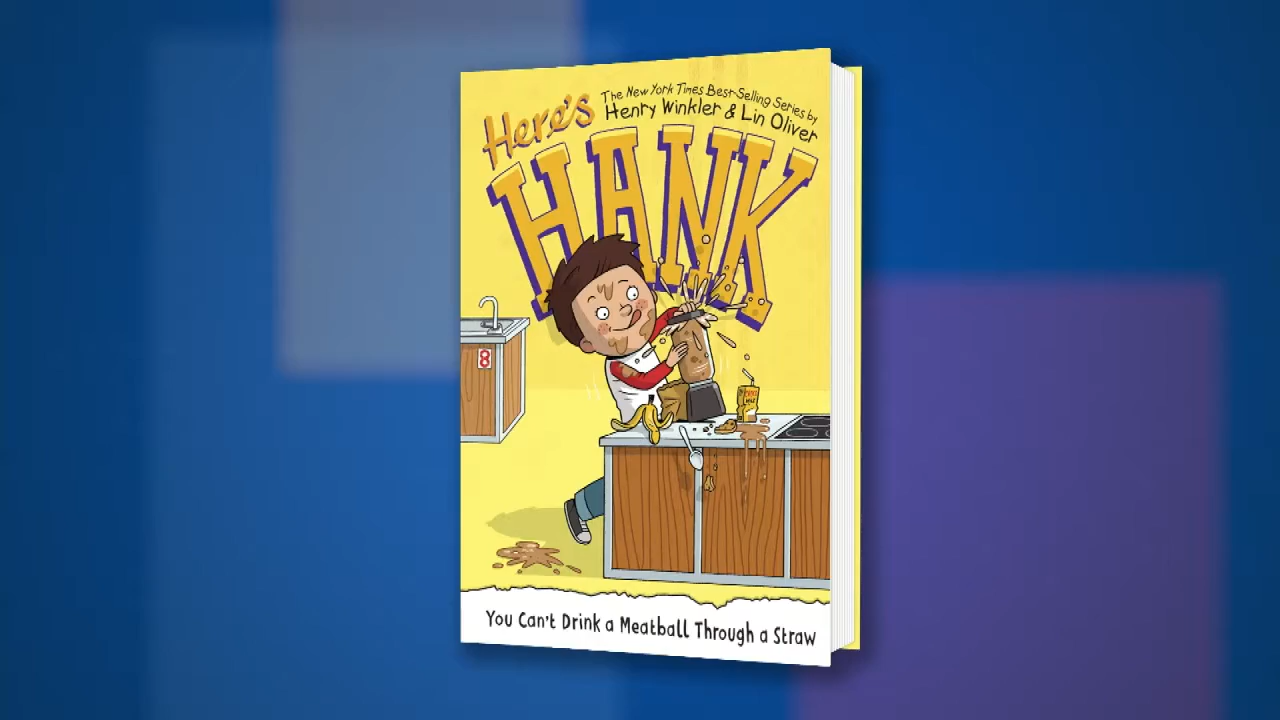 Here's
The New York Times Best-Selling Series by
Henry Winkler & Lin Oliver
HANK
8
You Can't Drink a Meatball Through a Straw